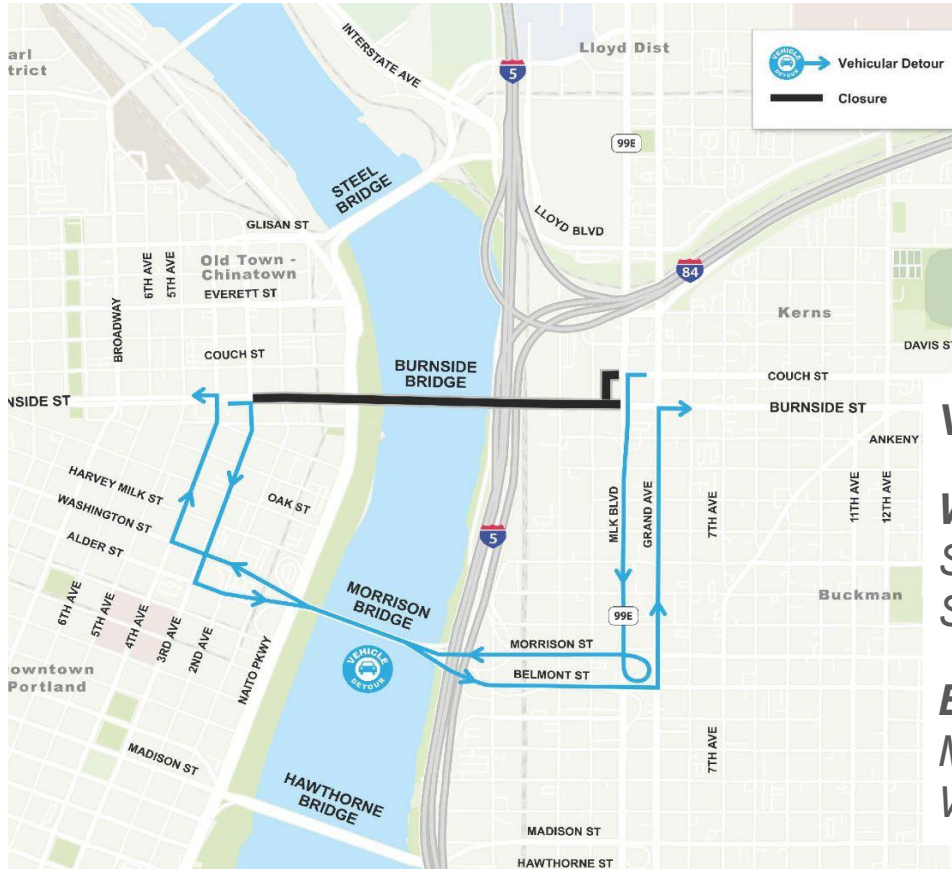 Lloyd Dist
INTERSTATE AVE
5
VEHICLE
DETOUR
Vehicular Detour
Closure
arl
trict
99E
STEEL
BRIDGE
GLISAN ST
LLOYD BLVD
Old Town -
Chinatown
84
6TH AVE
5TH AVE
EVERETT ST
BROADWAY
Kerns
COUCH ST
BURNSIDE
BRIDGE
DAVIS ST
COUCH ST
NSIDE ST
BURNSIDE ST
ANKENY
HARVEY MILK ST
OAK ST
WASHINGTON ST
ALDER ST
5
MLK BLVD
GRAND AVE
7TH AVE
11TH AVE
12TH AVE
MORRISON
BRIDGE
Buckman
99E
6TH AVE
5TH AVE
4TH AVE
3RD AVE
2ND AVE
NAITO PKWY
VEHICLE
DETOUR
MORRISON ST
BELMONT ST
owntown
Portland
MADISON ST
7TH AVE
HAWTHORNE
BRIDGE
MADISON ST
HAWTHORNE ST